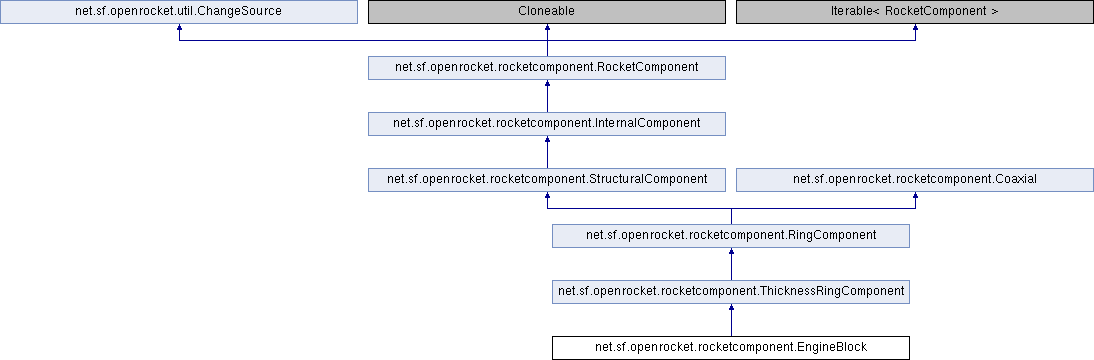 net.sf.openrocket.util.ChangeSource
Cloneable
Iterable< RocketComponent >
net.sf.openrocket.rocketcomponent.RocketComponent
net.sf.openrocket.rocketcomponent.InternalComponent
net.sf.openrocket.rocketcomponent.StructuralComponent
net.sf.openrocket.rocketcomponent.Coaxial
net.sf.openrocket.rocketcomponent.RingComponent
net.sf.openrocket.rocketcomponent.ThicknessRingComponent
net.sf.openrocket.rocketcomponent.EngineBlock